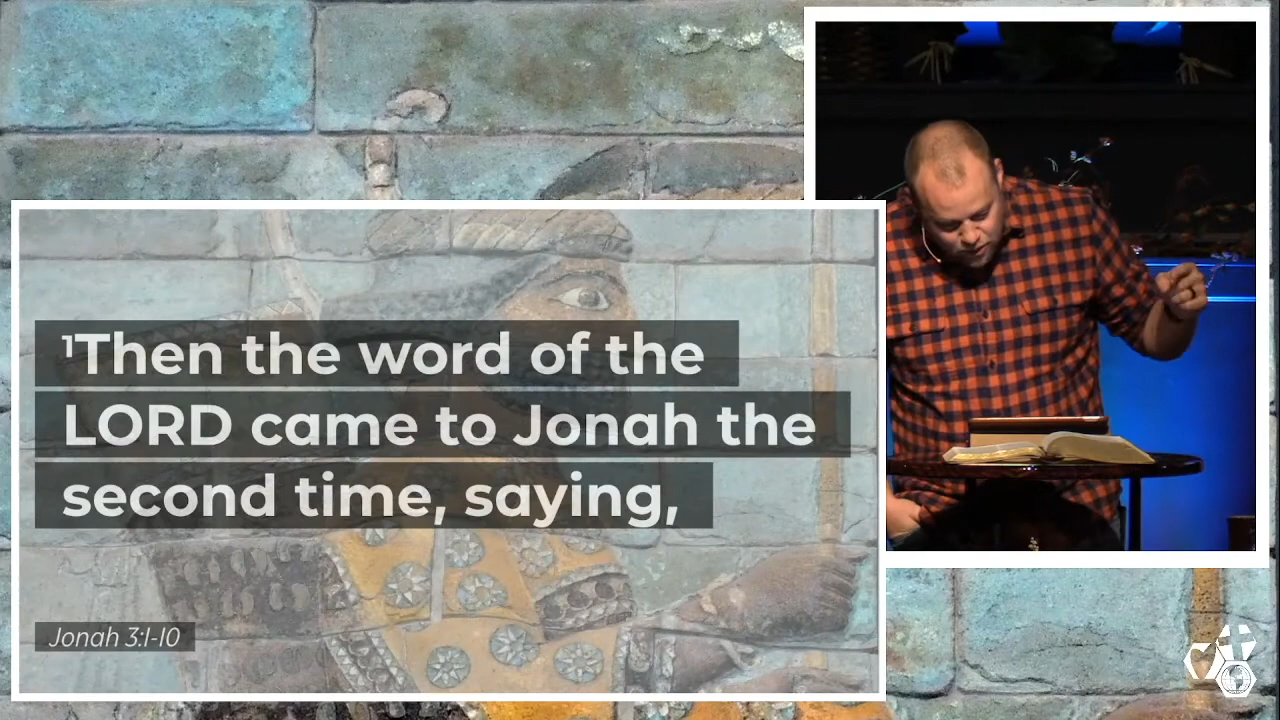 ¹Then the word of the
LORD came to Jonah the
second time, saying,
Jonah 3:1-10